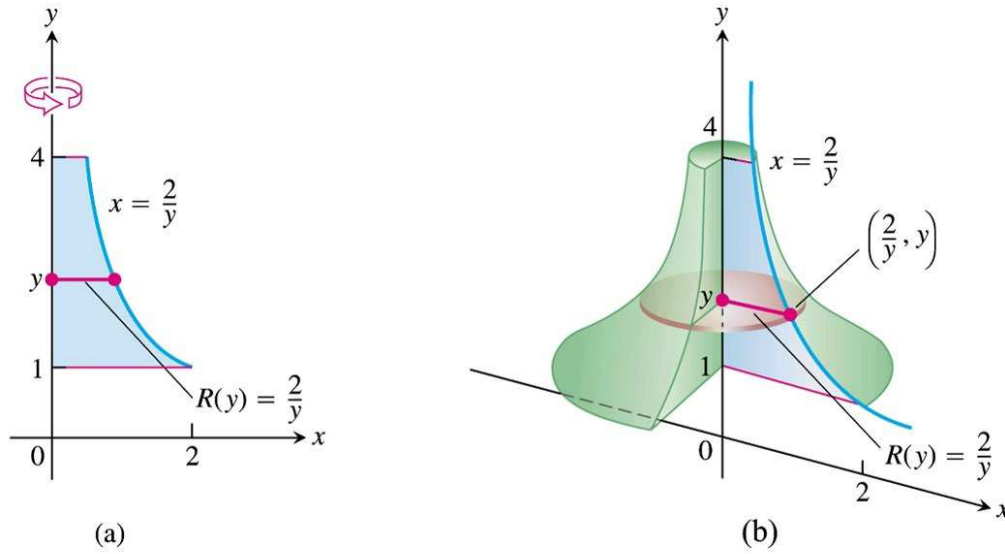 y
4
x = 2/y
y
1
R(y) = 2/y
0
2
x
(a)
y
4
x = 2/y
(2/y, y)
y
1
0
R(y) = 2/y
2
x
(b)